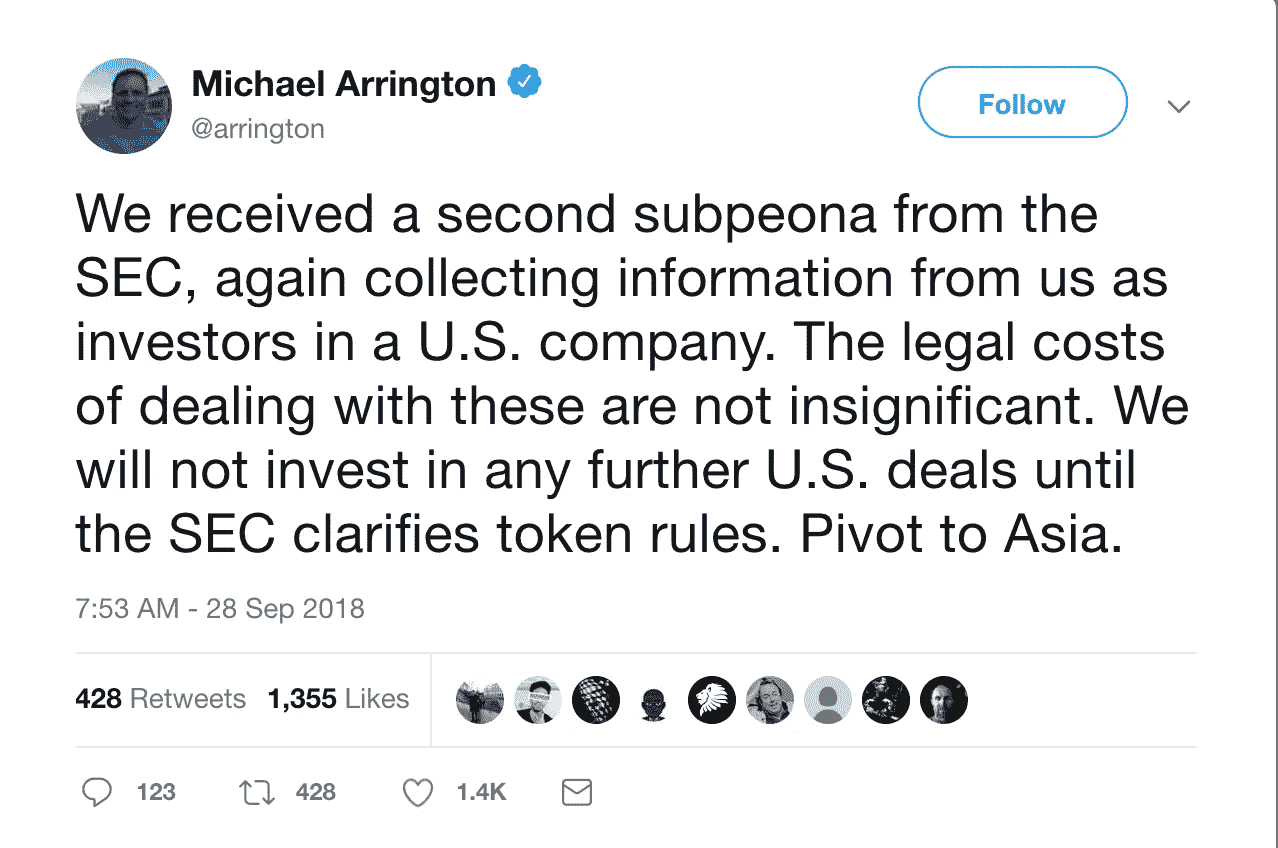 Michael Arrington
@arrington
Follow
We received a second subpeona from the
SEC, again collecting information from us as
investors in a U.S. company. The legal costs
of dealing with these are not insignificant. We
will not invest in any further U.S. deals until
the SEC clarifies token rules. Pivot to Asia.
7:53 AM - 28 Sep 2018
428 Retweets 1,355 Likes
123 428 1.4K